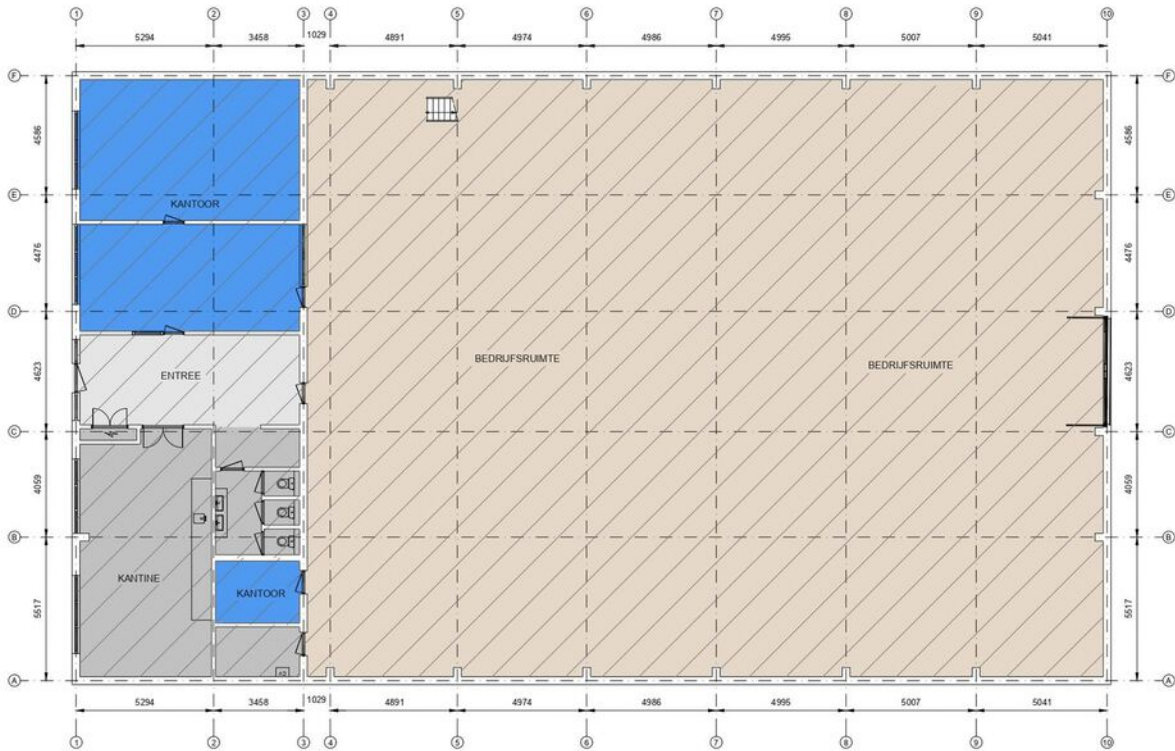 1 2 3 4 5 6 7 8 9 10
5294 3458 1029 4891 4974 4986 4995 5007 5041
F F
4586 4586
E E
KANTOOR
4476 4476
D D
4623 ENTREE BEDRIJFSRUIMTE BEDRIJFSRUIMTE 4623
C C
4059 4059
B B
KANTINE KANTOOR
5517 5517
A A
5294 3458 1029 4891 4974 4986 4995 5007 5041
1 2 3 4 5 6 7 8 9 10